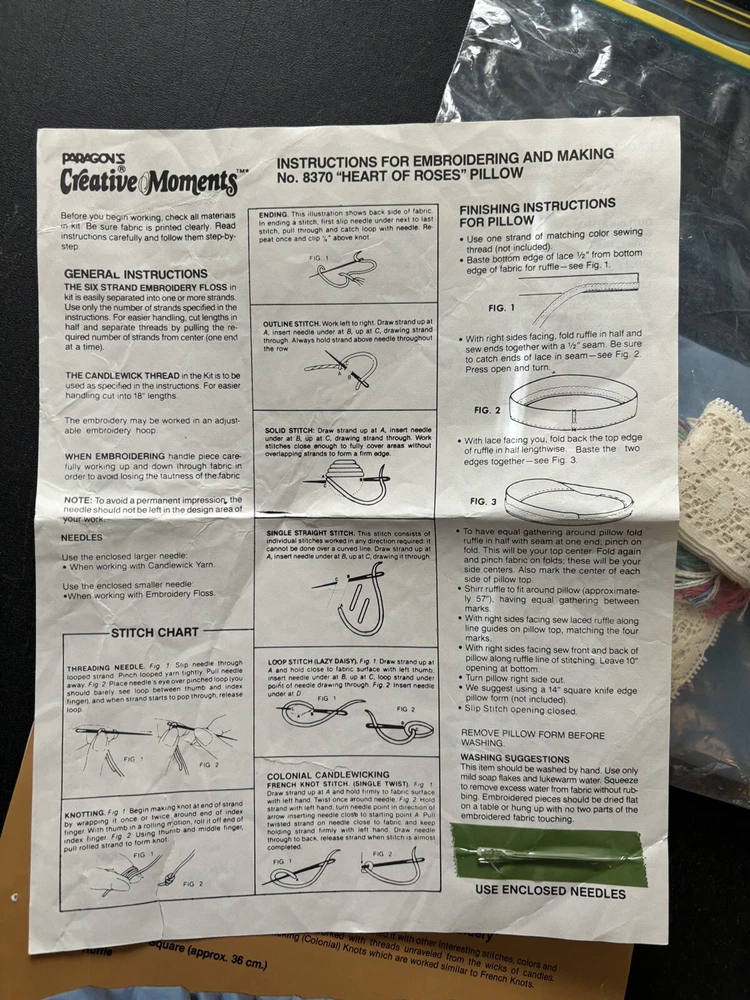 PARAGON'S
Creative Moments™
INSTRUCTIONS FOR EMBROIDERING AND MAKING
No. 8370 "HEART OF ROSES" PILLOW
Before you begin working, check all materials
in kit. Be sure fabric is printed clearly. Read
instructions carefully and follow them step-by-
step.
GENERAL INSTRUCTIONS
THE SIX STRAND EMBROIDERY FLOSS in
kit is easily separated into one or more strands.
Use only the number of strands specified in the
instructions. For easier handling, cut lengths in
half and separate threads by pulling the re-
quired number of strands from center (one end
at a time).
THE CANDLEWICK THREAD in the Kit is to be
used as specified in the instructions. For easier
handling cut into 18" lengths.
The embroidery may be worked in an adjust-
able embroidery hoop.
WHEN EMBROIDERING handle piece care-
fully working up and down through fabric in
order to avoid losing the tautness of the fabric
NOTE: To avoid a permanent impression, the
needle should not be left in the design area of
your work.
NEEDLES
Use the enclosed larger needle:
• When working with Candlewick Yarn.
Use the enclosed smaller needle:
•When working with Embroidery Floss.
STITCH CHART
THREADING NEEDLE. Fig. 1: Slip needle through
looped strand. Pinch looped yarn tightly. Pull needle
away. Fig. 2: Place needle's eye over pinched loop (you
should barely see loop between thumb and index
finger), and when strand starts to pop through, release
loop.
FIG. 1
FIG. 2
KNOTTING. Fig. 1 Begin making knot at end of strand
by wrapping it once or twice around end of index
finger With thumb in a rolling motion, roll it off end of
index finger. Fig. 2: Using thumb and middle finger,
pull rolled strand to form knot.
FIG. 1
FIG. 2
ENDING. This illustration shows back side of fabric.
In ending a stitch, first slip needle under next to last
stitch, pull through and catch loop with needle. Re-
peat once and clip ¼" above knot
FIG. 1
OUTLINE STITCH. Work left to right. Draw strand up at
A, insert needle under at B, up at C, drawing strand
through. Always hold strand above needle throughout
the row
A
B
SOLID STITCH: Draw strand up at A, insert needle
under at B, up at C, drawing strand through. Work
stitches close enough to fully cover areas without
overlapping strands to form a firm edge.
SINGLE STRAIGHT STITCH. This stitch consists of
individual stitches worked in any direction required: it
cannot be done over a curved line. Draw strand up at
A, insert needle under at B, up at C, drawing it through.
LOOP STITCH (LAZY DAISY). Fig. 1: Draw strand up at
A and hold close to fabric surface with left thumb,
insert needle under at B, up at C, loop strand under
point of needle drawing through. Fig. 2: Insert needle
under at D
FIG 1
FIG 2
COLONIAL CANDLEWICKING
FRENCH KNOT STITCH. (SINGLE TWIST). Fig. 1:
Draw strand up at A and hold firmly to fabric surface
with left hand. Twist once around needle. Fig. 2: Hold
strand with left hand, turn needle point in direction of
arrow inserting needle close to starting point A. Pull
twisted strand on needle close to fabric and keep
holding strand firmly with left hand. Draw needle
through to back, release strand when stitch is almost
completed.
FIG. 1
FIG. 2
FINISHING INSTRUCTIONS
FOR PILLOW
• Use one strand of matching color sewing
thread (not included).
• Baste bottom edge of lace ½" from bottom
edge of fabric for ruffle—see Fig. 1.
FIG. 1
• With right sides facing, fold ruffle in half and
sew ends together with a ½" seam. Be sure
to catch ends of lace in seam—see Fig. 2.
Press open and turn.
FIG. 2
• With lace facing you, fold back the top edge
of ruffle in half lengthwise. Baste the two
edges together—see Fig. 3.
FIG. 3
• To have equal gathering around pillow fold
ruffle in half with seam at one end; pinch on
fold. This will be your top center. Fold again
and pinch fabric on folds; these will be your
side centers. Also mark the center of each
side of pillow top.
• Shirr ruffle to fit around pillow (approximate-
ly 57"), having equal gathering between
marks.
• With right sides facing sew laced ruffle along
line guides on pillow top, matching the four
marks.
• With right sides facing sew front and back of
pillow along ruffle line of stitching. Leave 10"
opening at bottom.
• Turn pillow right side out.
• We suggest using a 14" square knife edge
pillow form (not included).
• Slip Stitch opening closed.
REMOVE PILLOW FORM BEFORE
WASHING.
WASHING SUGGESTIONS
This item should be washed by hand. Use only
mild soap flakes and lukewarm water. Squeeze
to remove excess water from fabric without rub-
bing. Embroidered pieces should be dried flat
on a table or hung up with no two parts of the
embroidered fabric touching.
USE ENCLOSED NEEDLES
it with other interesting stitches, colors and
(Colonial) Knots which are worked similar to French Knots.
with threads unraveled from the wicks of candles.
Square (approx. 36 cm.)